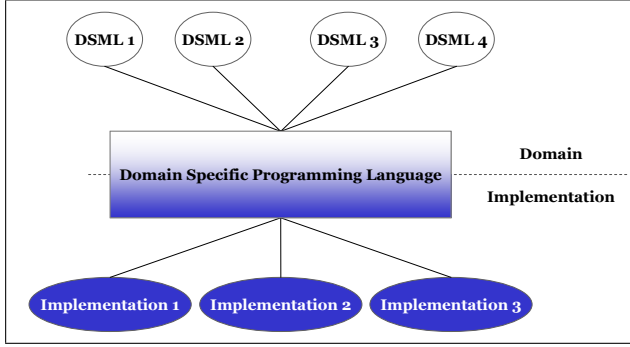 DSML 1
DSML 2
DSML 3
DSML 4
Domain
Domain Specific Programming Language
Implementation
Implementation 1
Implementation 2
Implementation 3